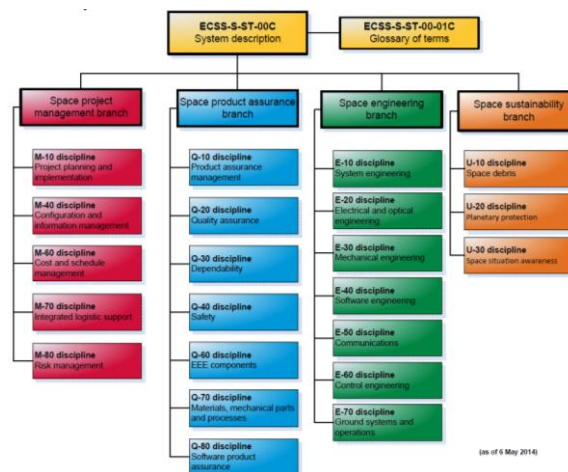 ECSS-S-ST-00C
System description
ECSS-S-ST-00-01C
Glossary of terms
Space project
management branch
Space product assurance
branch
Space engineering
branch
Space sustainability
branch
M-10 discipline
Project planning and
implementation
M-40 discipline
Configuration and
information management
M-60 discipline
Cost and schedule
management
M-70 discipline
Integrated logistic support
M-80 discipline
Risk management
Q-10 discipline
Product assurance
management
Q-20 discipline
Quality assurance
Q-30 discipline
Dependability
Q-40 discipline
Safety
Q-60 discipline
EEE components
Q-70 discipline
Materials, mechanical parts
and processes
Q-80 discipline
Software product
assurance
E-10 discipline
System engineering
E-20 discipline
Electrical and optical
engineering
E-30 discipline
Mechanical engineering
E-40 discipline
Software engineering
E-50 discipline
Communications
E-60 discipline
Control engineering
E-70 discipline
Ground systems and
operations
U-10 discipline
Space debris
U-20 discipline
Planetary protection
U-30 discipline
Space situation awareness
(as of 6 May 2014)